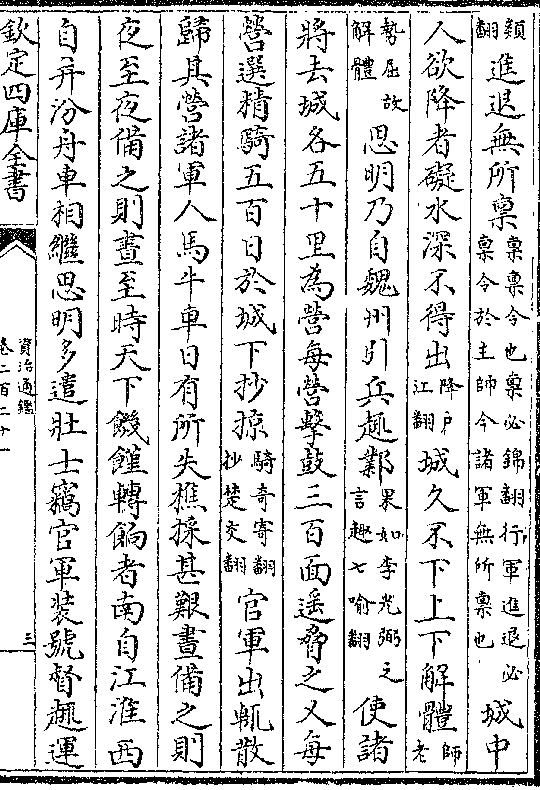 類翻進退無所稟稟稟令也稟必錦翻行軍進退必稟令於主帥今諸軍無所稟也城中
人欲降者礙水深不得出降戶江翻城久不下上下解體師老
勢屈故解體思明乃自魏州引兵趣鄴果如李光弼之言趣七喻翻使諸
將去城各五十里為營每營擊鼓三百面遥脅之又每
營選精騎五百日於城下抄掠騎奇寄翻抄楚交翻官軍出輒散
歸其營諸軍人馬牛車日有所失樵採甚艱晝備之則
夜至夜備之則晝至時天下饑饉轉餉者南自江淮西
自并汾舟車相繼思明多遣壯士竊官軍装號督趣運
欽定四庫全書
資治通鑑
卷二百二十一
三